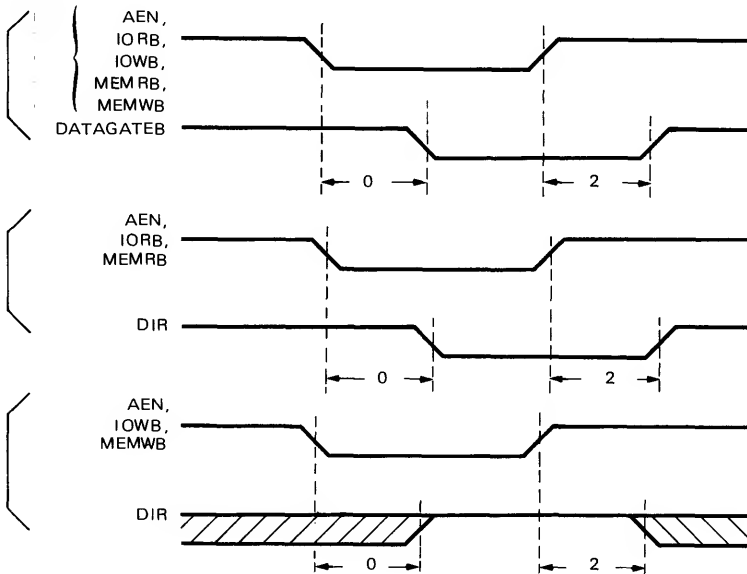 AEN,
IORB,
IOWB,
MEMRB,
MEMWB
DATAGATEB
0
2
AEN,
IORB,
MEMRB
DIR
0
2
AEN,
IOWB,
MEMWB
DIR
0
2